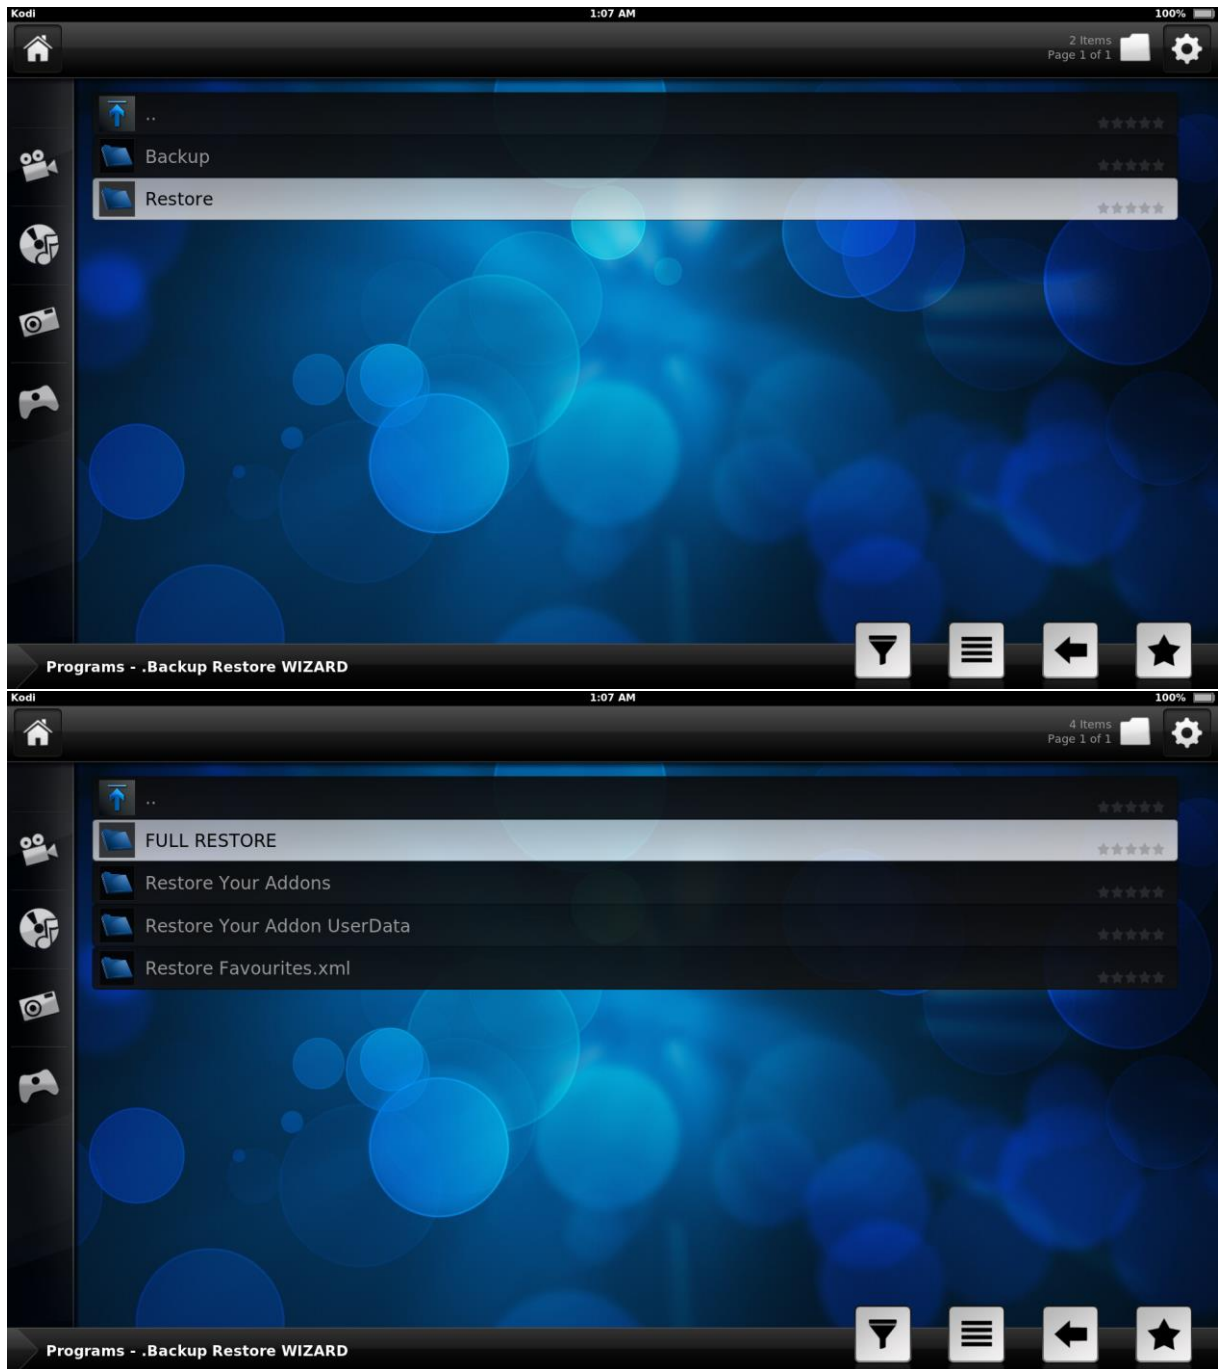 Kodi 1:07 AM 100%
2 Items
Page 1 of 1
..
Backup
Restore
Programs - .Backup Restore WIZARD
Kodi 1:07 AM 100%
4 Items
Page 1 of 1
..
FULL RESTORE
Restore Your Addons
Restore Your Addon UserData
Restore Favourites.xml
Programs - .Backup Restore WIZARD